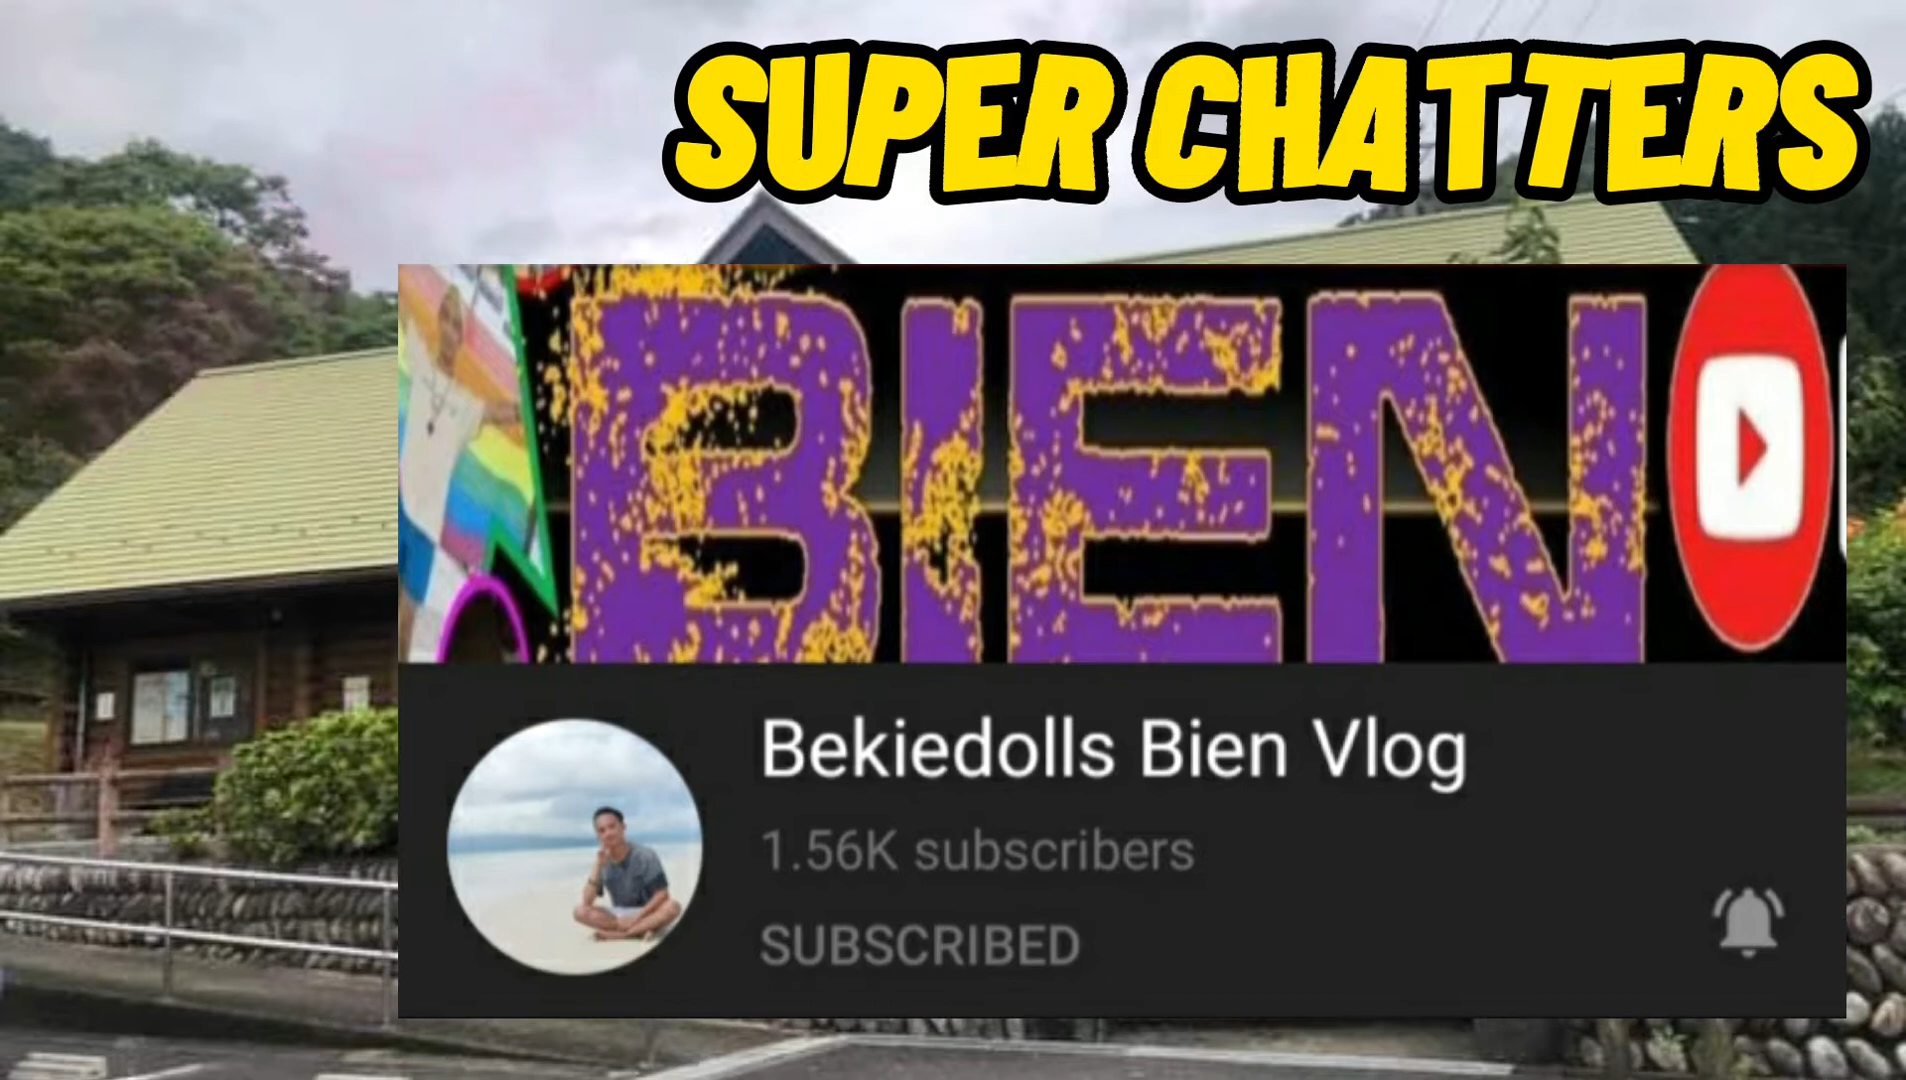 SUPER CHATTERS
BIEN
Bekiedolls Bien Vlog
1.56K subscribers
SUBSCRIBED